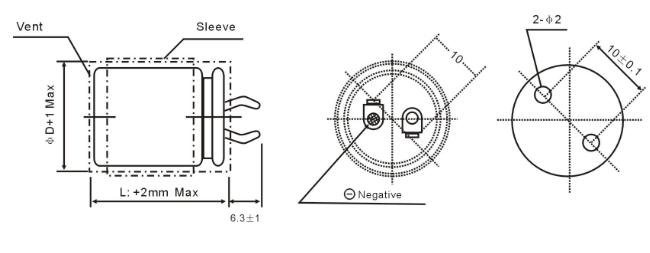 Vent
Sleeve
ΦD+1 Max
L: +2mm Max
6.3±1
10
⊖ Negative
2-Φ2
10±0.1